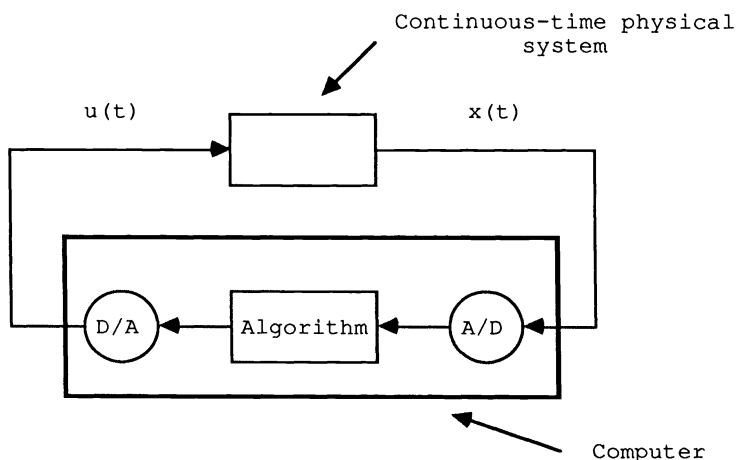 Continuous-time physical
system
u(t)
x(t)
D/A
Algorithm
A/D
Computer